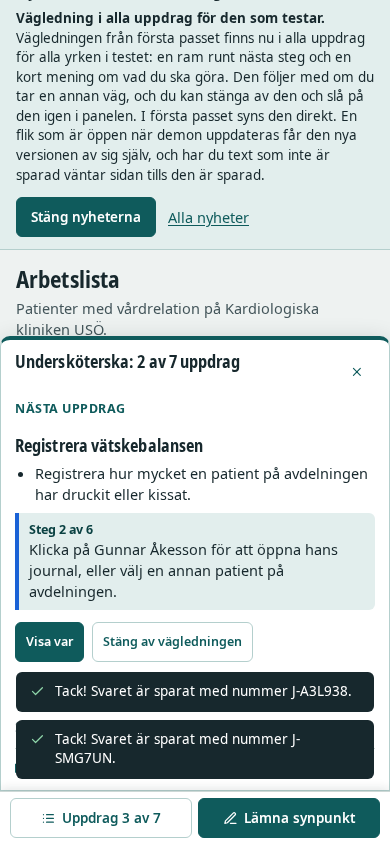 Vägledning i alla uppdrag för den som testar.
Vägledningen från första passet finns nu i alla uppdrag
för alla yrken i testet: en ram runt nästa steg och en
kort mening om vad du ska göra. Den följer med om du
tar en annan väg, och du kan stänga av den och slå på
den igen i panelen. I första passet syns den direkt. En
flik som är öppen när demon uppdateras får den nya
versionen av sig själv, och har du text som inte är
sparad väntar sidan tills den är sparad.
Stäng nyheterna
Alla nyheter
Arbetslista
Patienter med vårdrelation på Kardiologiska
kliniken USÖ.
Undersköterska: 2 av 7 uppdrag
NÄSTA UPPDRAG
Registrera vätskebalansen
Registrera hur mycket en patient på avdelningen
har druckit eller kissat.
Steg 2 av 6
Klicka på Gunnar Åkesson för att öppna hans
journal, eller välj en annan patient på
avdelningen.
Visa var
Stäng av vägledningen
Tack! Svaret är sparat med nummer J-A3L938.
Tack! Svaret är sparat med nummer J-
SMG7UN.
Uppdrag 3 av 7
Lämna synpunkt